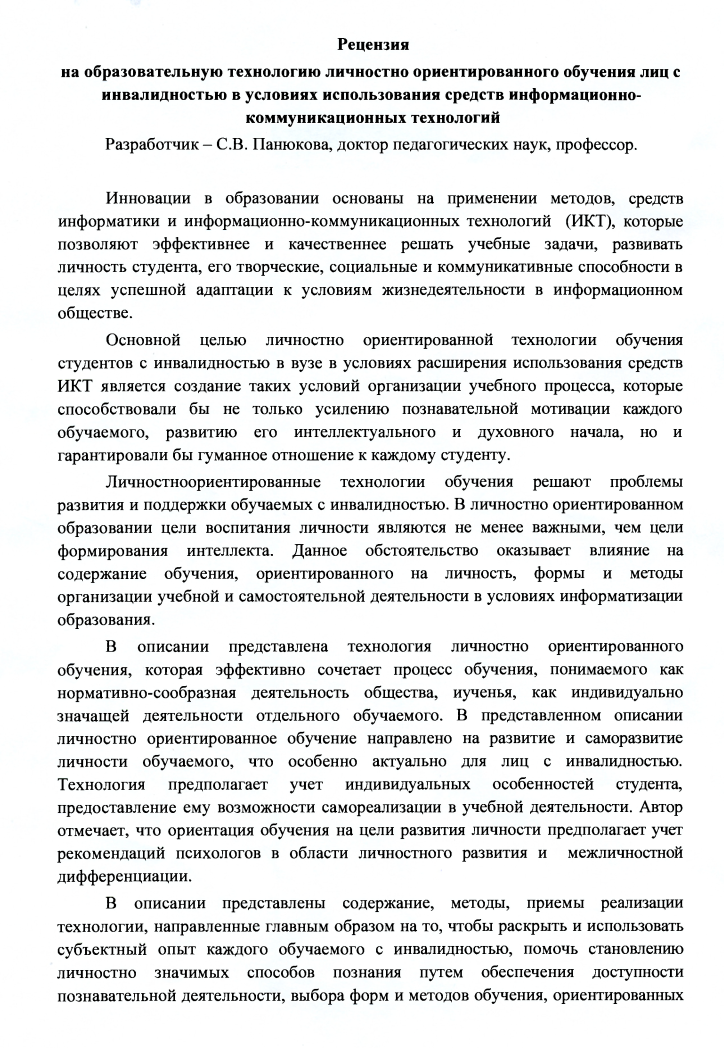 Рецензия
на образовательную технологию личностно ориентированного обучения лиц с
инвалидностью в условиях использования средств информационно-
коммуникационных технологий
Разработчик – С.В. Панюкова, доктор педагогических наук, профессор.
Инновации в образовании основаны на применении методов, средств
информатики и информационно-коммуникационных технологий (ИКТ), которые
позволяют эффективнее и качественнее решать учебные задачи, развивать
личность студента, его творческие, социальные и коммуникативные способности в
целях успешной адаптации к условиям жизнедеятельности в информационном
обществе.
Основной целью личностно ориентированной технологии обучения
студентов с инвалидностью в вузе в условиях расширения использования средств
ИКТ является создание таких условий организации учебного процесса, которые
способствовали бы не только усилению познавательной мотивации каждого
обучаемого, развитию его интеллектуального и духовного начала, но и
гарантировали бы гуманное отношение к каждому студенту.
Личностноориентированные технологии обучения решают проблемы
развития и поддержки обучаемых с инвалидностью. В личностно ориентированном
образовании цели воспитания личности являются не менее важными, чем цели
формирования интеллекта. Данное обстоятельство оказывает влияние на
содержание обучения, ориентированного на личность, формы и методы
организации учебной и самостоятельной деятельности в условиях информатизации
образования.
В описании представлена технология личностно ориентированного
обучения, которая эффективно сочетает процесс обучения, понимаемого как
нормативно-сообразная деятельность общества, иученья, как индивидуально
значащей деятельности отдельного обучаемого. В представленном описании
личностно ориентированное обучение направлено на развитие и саморазвитие
личности обучаемого, что особенно актуально для лиц с инвалидностью.
Технология предполагает учет индивидуальных особенностей студента,
предоставление ему возможности самореализации в учебной деятельности. Автор
отмечает, что ориентация обучения на цели развития личности предполагает учет
рекомендаций психологов в области личностного развития и межличностной
дифференциации.
В описании представлены содержание, методы, приемы реализации
технологии, направленные главным образом на то, чтобы раскрыть и использовать
субъектный опыт каждого обучаемого с инвалидностью, помочь становлению
личностно значимых способов познания путем обеспечения доступности
познавательной деятельности, выбора форм и методов обучения, ориентированных